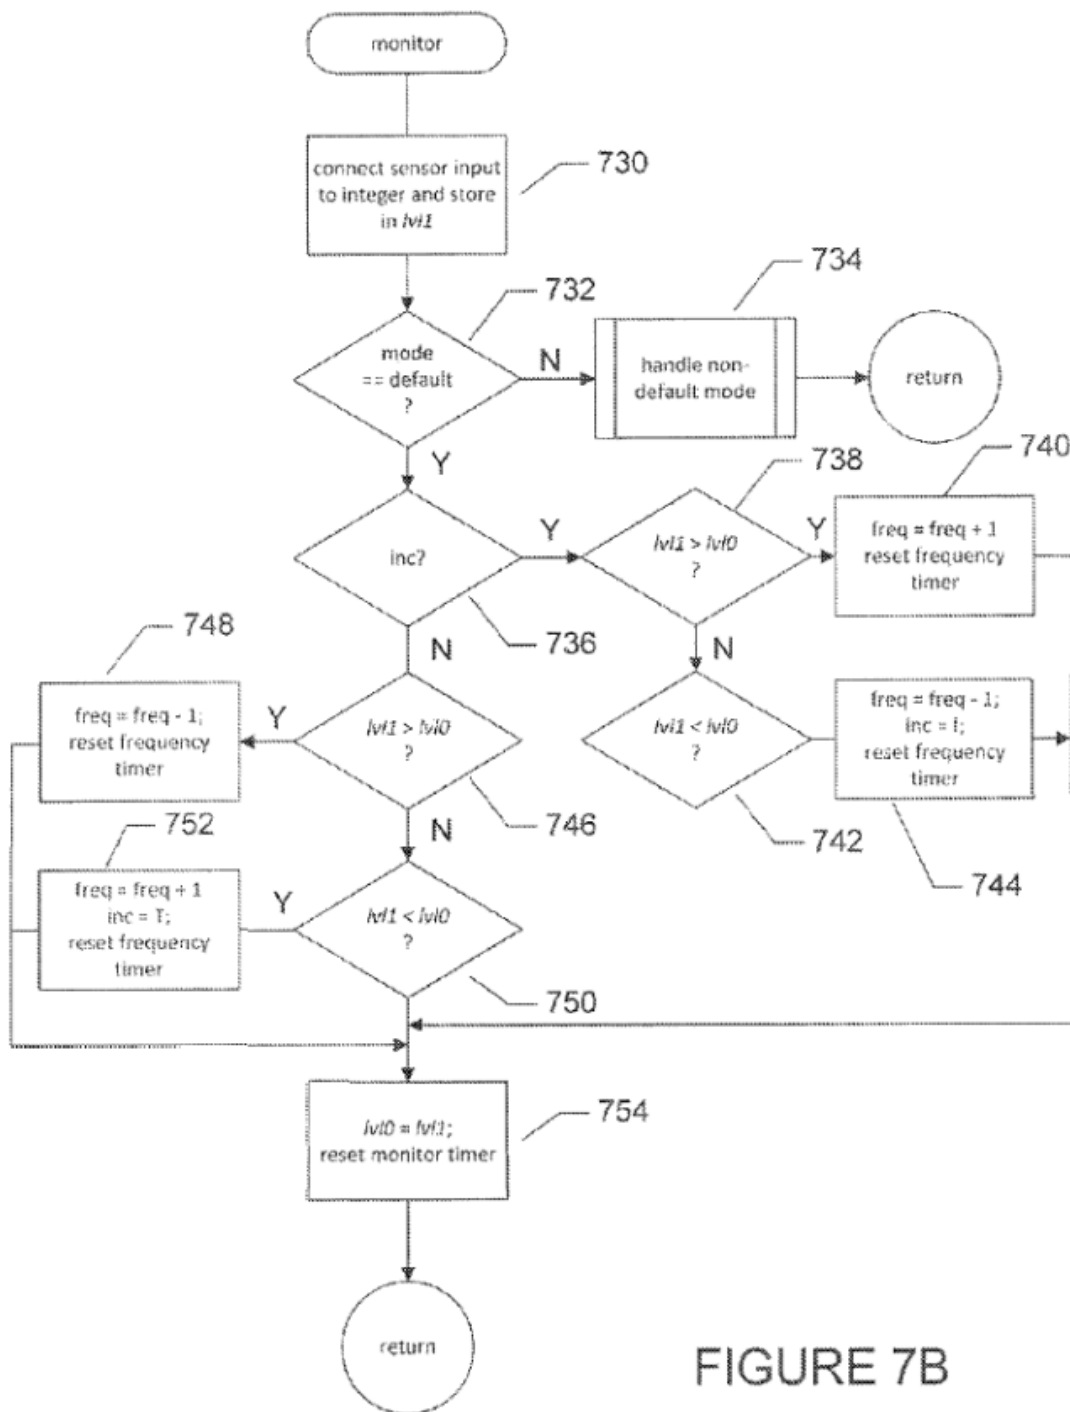 monitor
connect sensor input
to integer and store
in lvl1
730
732
mode
== default
?
N
734
handle non-
default mode
return
Y
inc?
736
Y
738
lvl1 > lvl0
?
Y
740
freq = freq + 1
reset frequency
timer
N
N
742
lvl1 < lvl0
?
freq = freq - 1;
inc = f;
reset frequency
timer
744
746
lvl1 > lvl0
?
Y
748
freq = freq - 1;
reset frequency
timer
N
750
lvl1 < lvl0
?
Y
752
freq = freq + 1
inc = T;
reset frequency
timer
754
lvl0 = lvl1;
reset monitor timer
return
FIGURE 7B